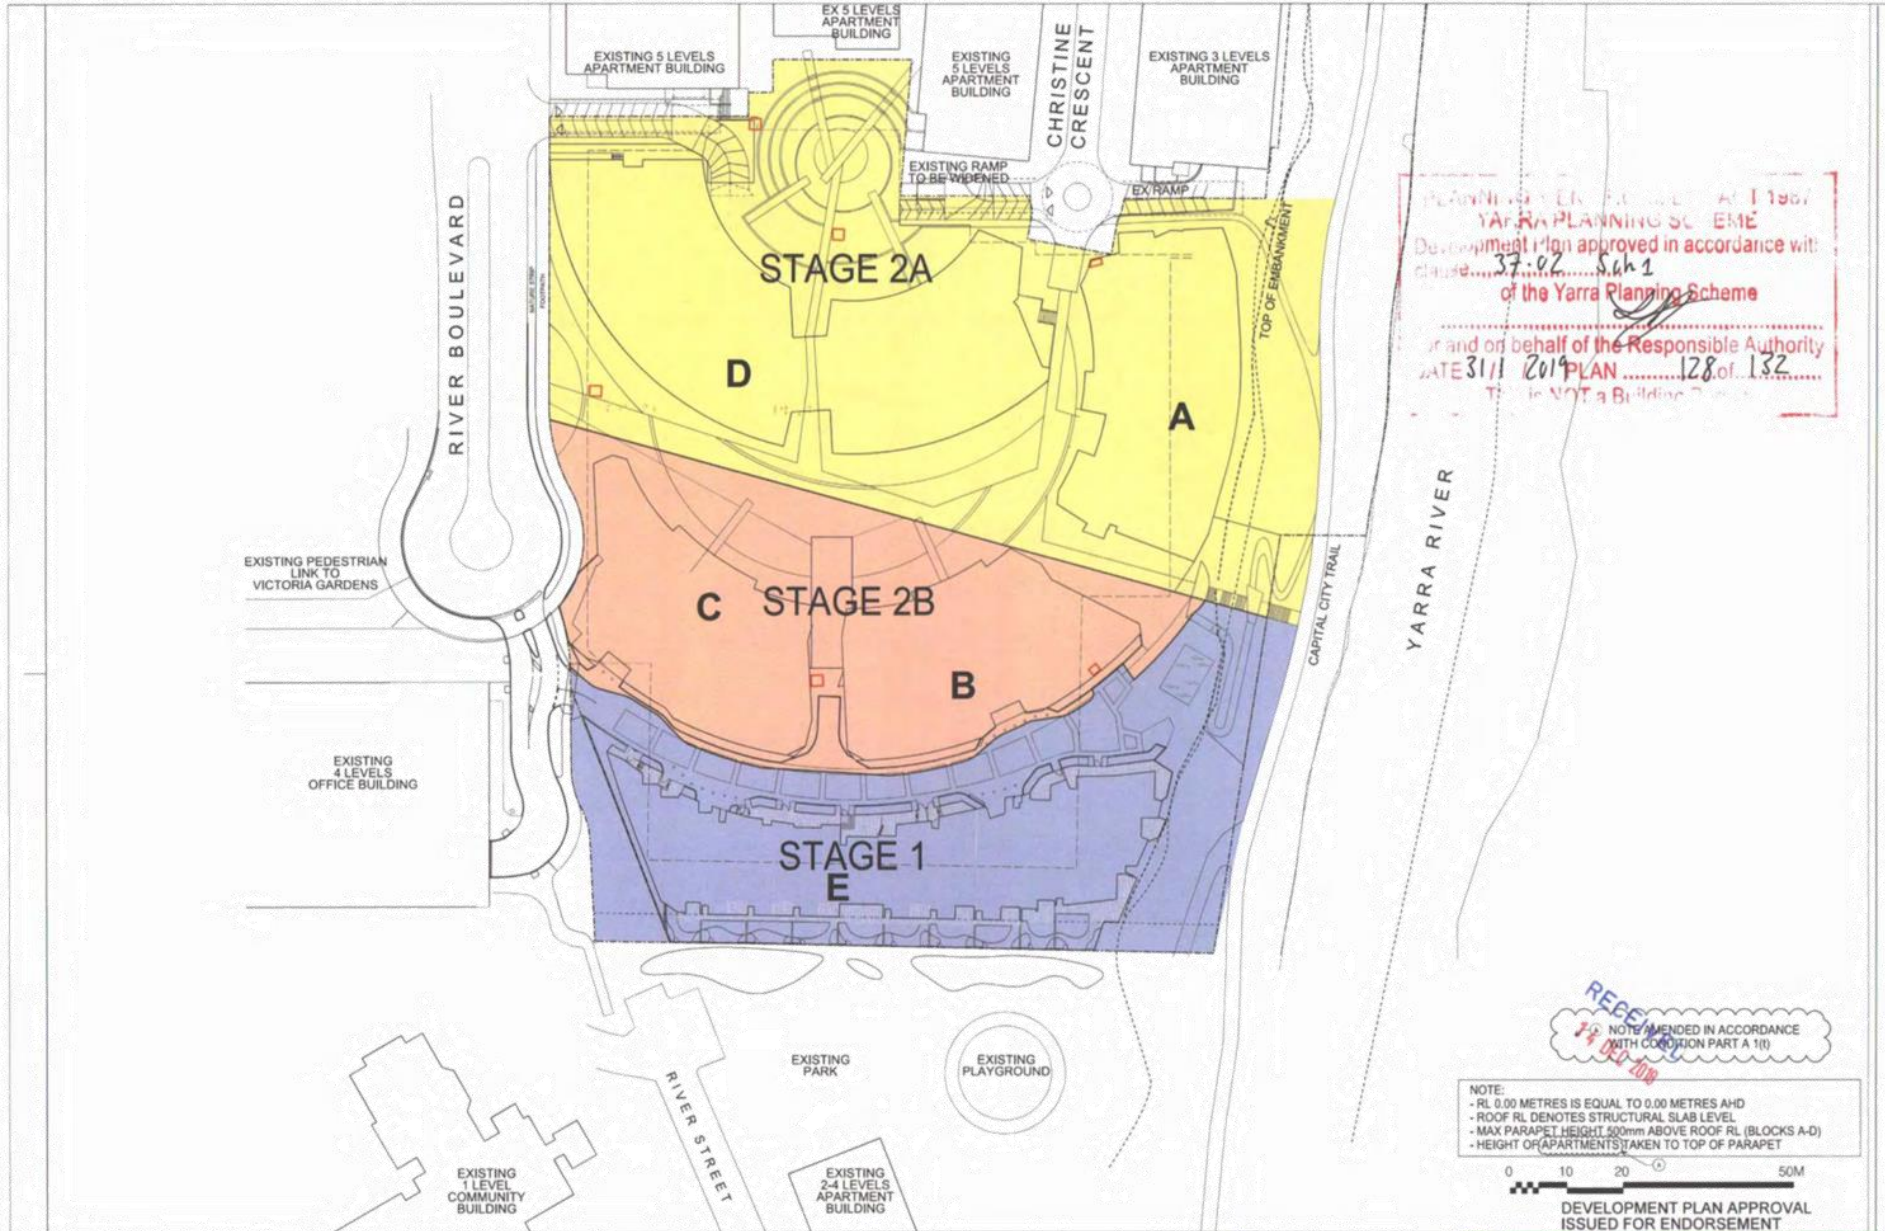 EX 5 LEVELS
APARTMENT
BUILDING
EXISTING 5 LEVELS
APARTMENT BUILDING
EXISTING
5 LEVELS
APARTMENT
BUILDING
CHRISTINE
CRESCENT
EXISTING 3 LEVELS
APARTMENT
BUILDING
EXISTING RAMP
TO BE WIDENED
EX RAMP
RIVER BOULEVARD
NATURE STRIP
FOOTPATH
TOP OF EMBANKMENT
STAGE 2A
D
A
YARRA PLANNING SCHEME
Development Plan approved in accordance with
clause 37.02 Sch 1
of the Yarra Planning Scheme
for and on behalf of the Responsible Authority
DATE 31/1/2019 PLAN 128 of 132
This is NOT a Building
EXISTING PEDESTRIAN
LINK TO
VICTORIA GARDENS
C
STAGE 2B
B
CAPITAL CITY TRAIL
YARRA RIVER
EXISTING
4 LEVELS
OFFICE BUILDING
STAGE 1
E
RECEIVED
14 DEC 2018
NOTE AMENDED IN ACCORDANCE
WITH CONDITION PART A 1(t)
EXISTING
PARK
EXISTING
PLAYGROUND
RIVER STREET
EXISTING
1 LEVEL
COMMUNITY
BUILDING
EXISTING
2-4 LEVELS
APARTMENT
BUILDING
NOTE:
- RL 0.00 METRES IS EQUAL TO 0.00 METRES AHD
- ROOF RL DENOTES STRUCTURAL SLAB LEVEL
- MAX PARAPET HEIGHT 500mm ABOVE ROOF RL (BLOCKS A-D)
- HEIGHT OF APARTMENTS TAKEN TO TOP OF PARAPET
0 10 20 50M
DEVELOPMENT PLAN APPROVAL
ISSUED FOR ENDORSEMENT